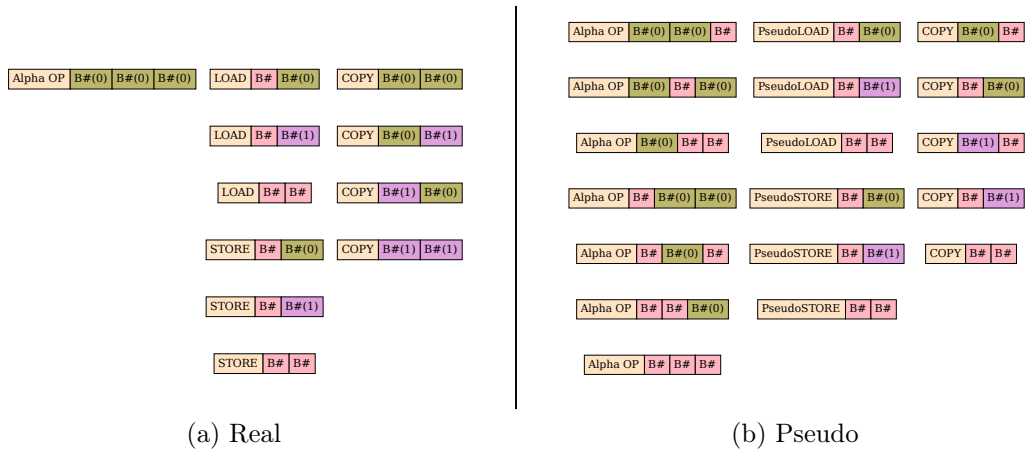 Alpha OP B#(0) B#(0) B#(0) LOAD B# B#(0) COPY B#(0) B#(0)
LOAD B# B#(1) COPY B#(0) B#(1)
LOAD B# B# COPY B#(1) B#(0)
STORE B# B#(0) COPY B#(1) B#(1)
STORE B# B#(1)
STORE B# B#
(a) Real
Alpha OP B#(0) B#(0) B# PseudoLOAD B# B#(0) COPY B#(0) B#
Alpha OP B#(0) B# B#(0) PseudoLOAD B# B#(1) COPY B# B#(0)
Alpha OP B#(0) B# B# PseudoLOAD B# B# COPY B#(1) B#
Alpha OP B# B#(0) B#(0) PseudoSTORE B# B#(0) COPY B# B#(1)
Alpha OP B# B#(0) B# PseudoSTORE B# B#(1) COPY B# B#
Alpha OP B# B# B#(0) PseudoSTORE B# B#
Alpha OP B# B# B#
(b) Pseudo